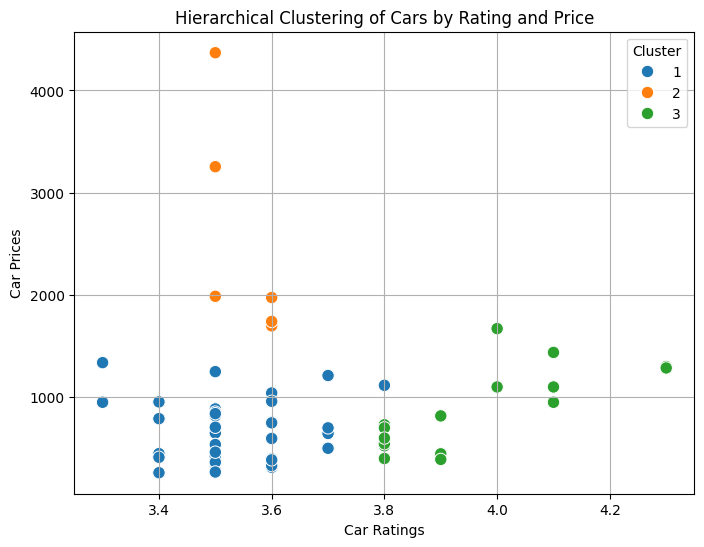 Hierarchical Clustering of Cars by Rating and Price
Cluster
1
2
3
4000
3000
2000
1000
Car Prices
3.4 3.6 3.8 4.0 4.2
Car Ratings